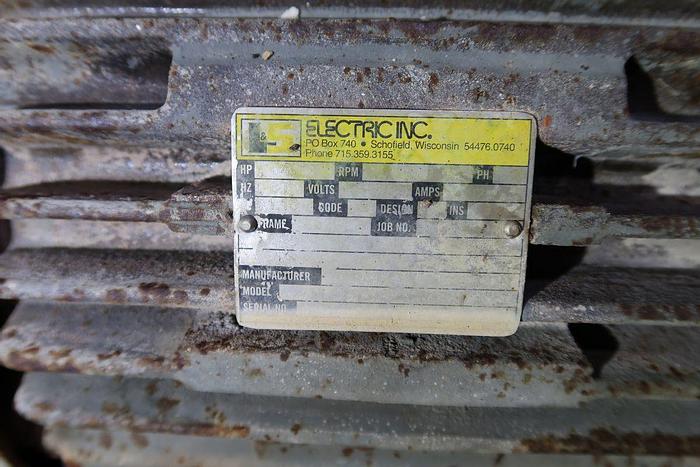 L&S ELECTRIC INC.
PO Box 740 • Schofield, Wisconsin 54476.0740
Phone 715.359.3155
HP RPM PH
HZ VOLTS AMPS
CODE DESIGN INS
FRAME JOB NO.
MANUFACTURER
MODEL
SERIAL NO.